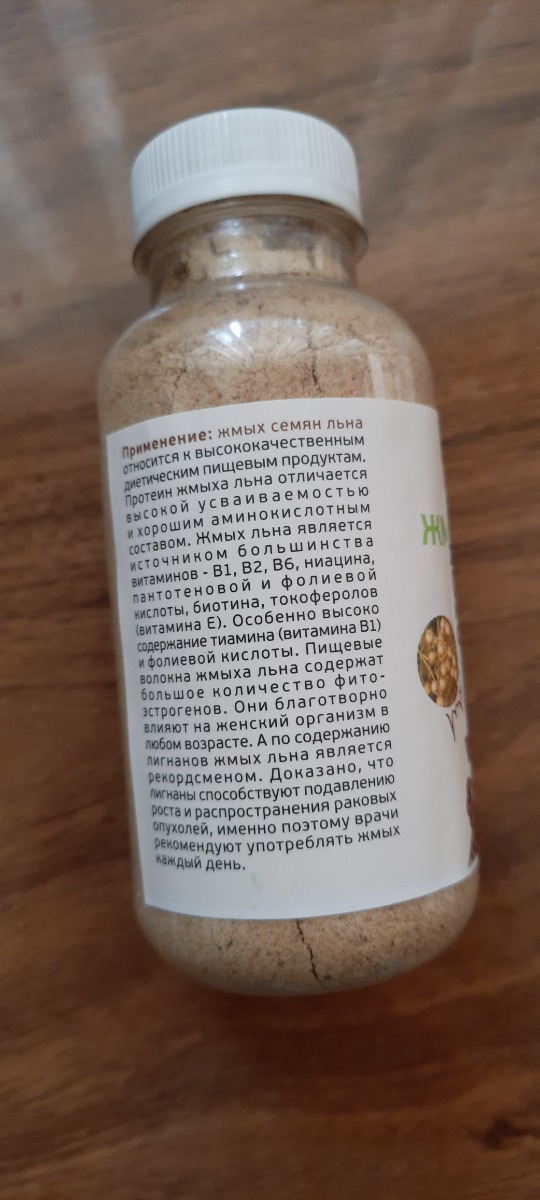 Применение: жмых семян льна
относится к высококачественным
диетическим пищевым продуктам.
Протеин жмыха льна отличается
высокой усваиваемостью
и хорошим аминокислотным
составом. Жмых льна является
источником большинства
витаминов - В1, В2, В6, ниацина,
пантотеновой и фолиевой
кислоты, биотина, токоферолов
(витамина Е). Особенно высоко
содержание тиамина (витамина В1)
и фолиевой кислоты. Пищевые
волокна жмыха льна содержат
большое количество фито-
эстрогенов. Они благотворно
влияют на женский организм в
любом возрасте. А по содержанию
лигнанов жмых льна является
рекордсменом. Доказано, что
лигнаны способствуют подавлению
роста и распространения раковых
опухолей, именно поэтому врачи
рекомендуют употреблять жмых
каждый день.